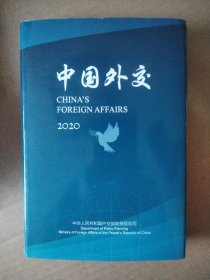 中国外交
CHINA'S
FOREIGN AFFAIRS
2020
中华人民共和国外交部政策规划司
Department of Policy Planning
Ministry of Foreign Affairs of the People's Republic of China